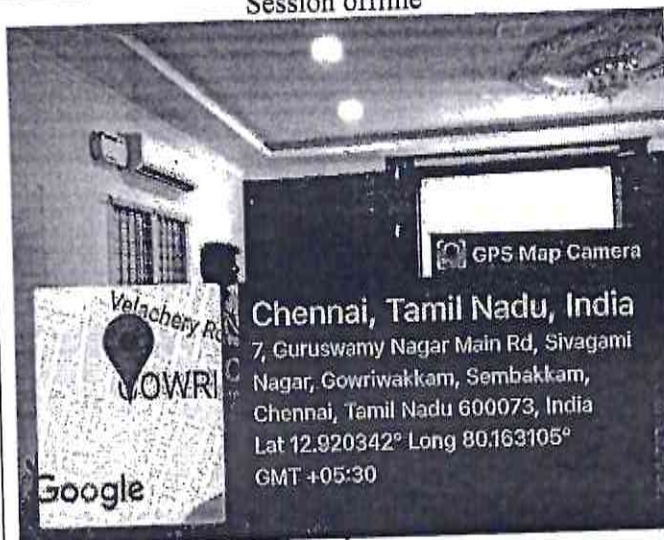 Session offline
GPS Map Camera
Velachery
GOWRI
Google
Chennai, Tamil Nadu, India
7, Guruswamy Nagar Main Rd, Sivagami
Nagar, Gowriwakkam, Sembakkam,
Chennai, Tamil Nadu 600073, India
Lat 12.920342° Long 80.163105°
GMT +05:30